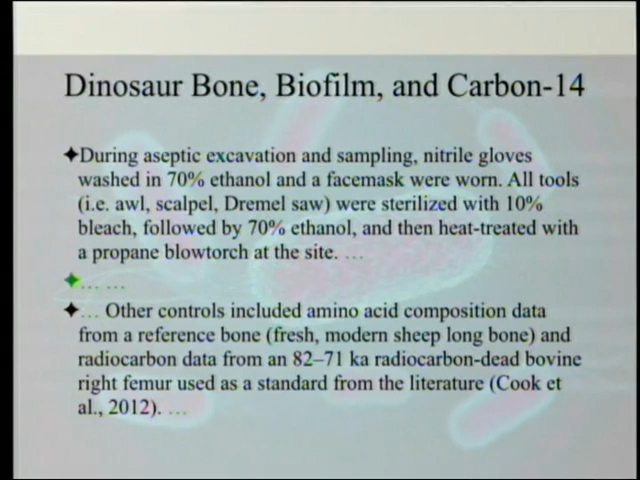 Dinosaur Bone, Biofilm, and Carbon-14
✦During aseptic excavation and sampling, nitrile gloves
washed in 70% ethanol and a facemask were worn. All tools
(i.e. awl, scalpel, Dremel saw) were sterilized with 10%
bleach, followed by 70% ethanol, and then heat-treated with
a propane blowtorch at the site. …
✦… …
✦… Other controls included amino acid composition data
from a reference bone (fresh, modern sheep long bone) and
radiocarbon data from an 82–71 ka radiocarbon-dead bovine
right femur used as a standard from the literature (Cook et
al., 2012). …